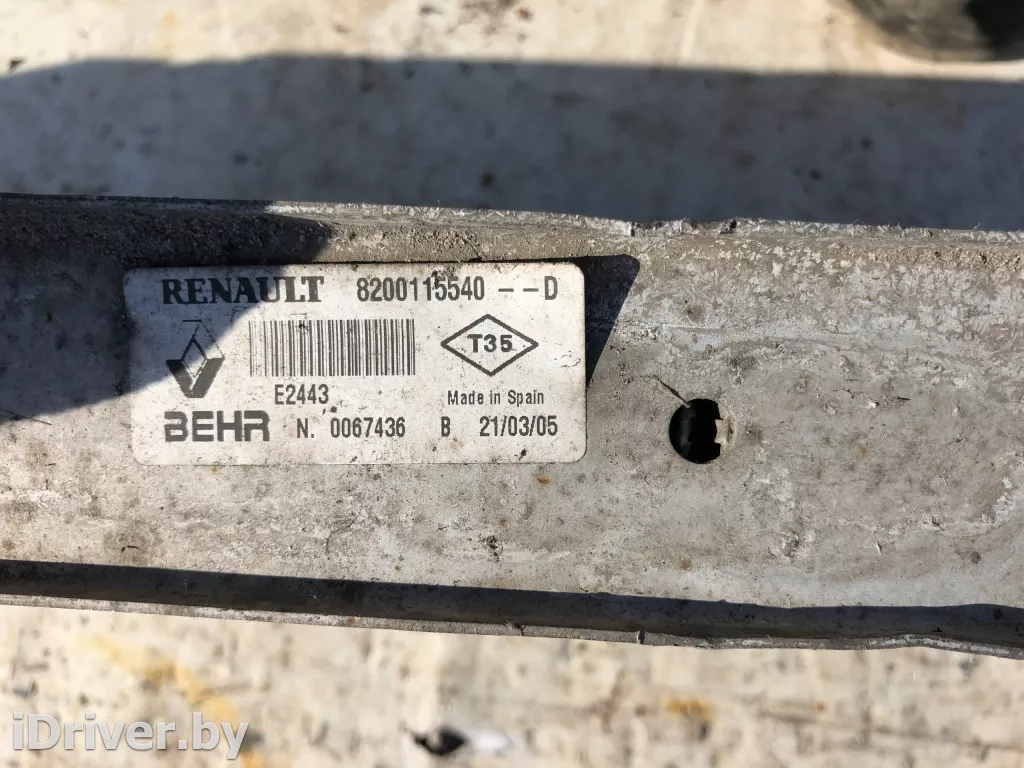 RENAULT 8200115540 --D
T35
E2443
Made in Spain
BEHR N. 0067436 B 21/03/05
iDriver.by